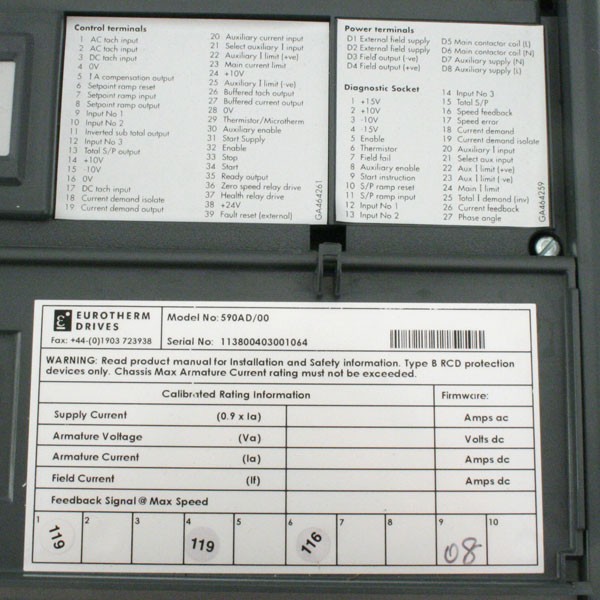 Control terminals
1 AC tach input
2 AC tach input
3 DC tach input
4 0V
5 1A compensation output
6 Setpoint ramp reset
7 Setpoint ramp input
8 Setpoint ramp output
9 Input No 1
10 Input No 2
11 Inverted sub total output
12 Input No 3
13 Total S/P output
14 +10V
15 -10V
16 0V
17 DC tach input
18 Current demand isolate
19 Current demand output
20 Auxiliary current input
21 Select auxiliary I input
22 Auxiliary I limit (+ve)
23 Main current limit
24 +10V
25 Auxiliary I limit (-ve)
26 Buffered tach output
27 Buffered current output
28 0V
29 Thermistor/Microtherm
30 Auxiliary enable
31 Start Supply
32 Enable
33 Stop
34 Start
35 Ready output
36 Zero speed relay drive
37 Health relay drive
38 +24V
39 Fault reset (external)
GA464261
Power terminals
D1 External field supply
D2 External field supply
D3 Field output (-ve)
D4 Field output (+ve)
D5 Main contactor coil (L)
D6 Main contactor coil (N)
D7 Auxiliary supply (N)
D8 Auxiliary supply (L)
Diagnostic Socket
1 +15V
2 +10V
3 -10V
4 -15V
5 Enable
6 Thermistor
7 Field fail
8 Auxiliary enable
9 Start instruction
10 S/P ramp reset
11 S/P ramp input
12 Input No 1
13 Input No 2
14 Input No 3
15 Total S/P
16 Speed feedback
17 Speed error
18 Current demand
19 Current demand isolate
20 Auxiliary I input
21 Select aux input
22 Aux I limit (+ve)
23 Aux I limit (-ve)
24 Main I limit
25 Total I demand (inv)
26 Current feedback
27 Phase angle
GA464259
EUROTHERM
DRIVES
Fax: +44-(0)1903 723938
Model No: 590AD/00
Serial No: 113800403001064
WARNING: Read product manual for Installation and Safety information. Type B RCD protection
devices only. Chassis Max Armature Current rating must not be exceeded.
Calibrated Rating Information
Firmware:
Supply Current (0.9 x Ia) Amps ac
Armature Voltage (Va) Volts dc
Armature Current (Ia) Amps dc
Field Current (If) Amps dc
Feedback Signal @ Max Speed
1 2 3 4 5 6 7 8 9 10
119 119 116 08